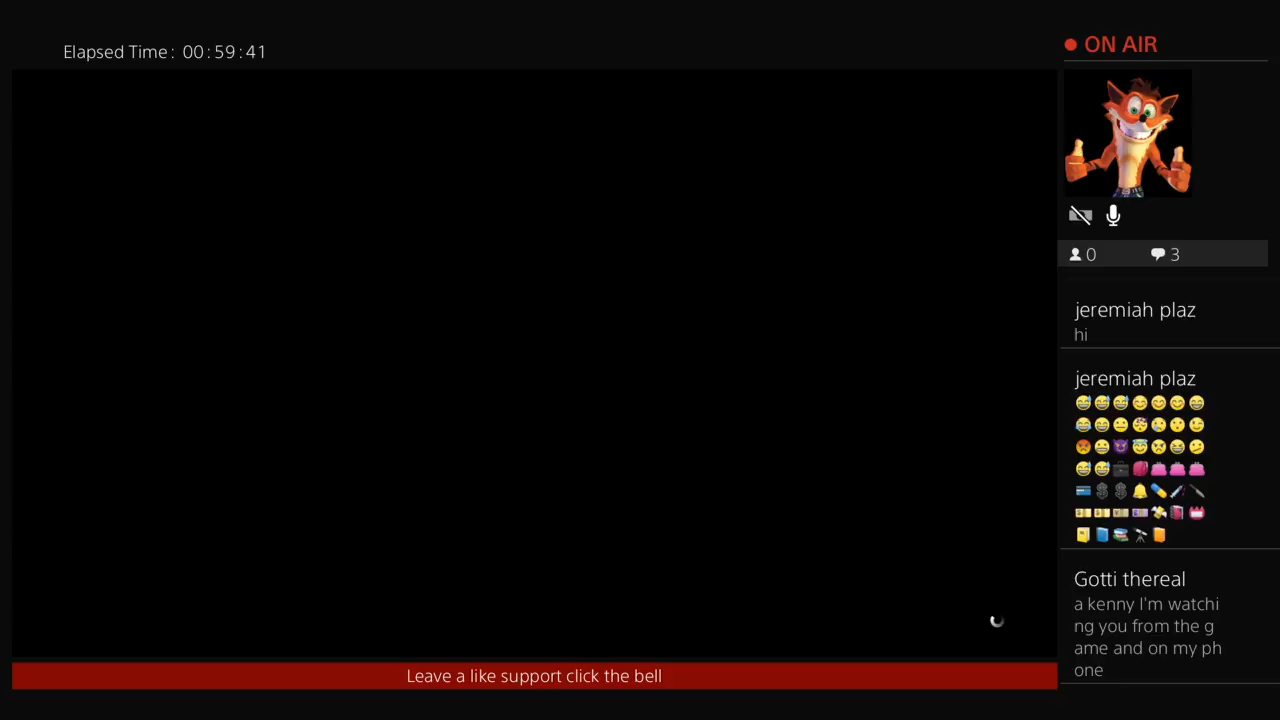 Elapsed Time: 00:59:41
ON AIR
0 3
jeremiah plaz
hi
jeremiah plaz
😅😅😅😊😊😊😄
😂😄😐😴😢😯😉
😡😀😈😇😠😆🫤
😅😅💼🎒👛👛👛
💳💲💲🔔💊💉🔪
💵💴💷💶💸📓📛
📒📘📚🔭📙
Gotti thereal
a kenny I'm watchi
ng you from the g
ame and on my ph
one
Leave a like support click the bell